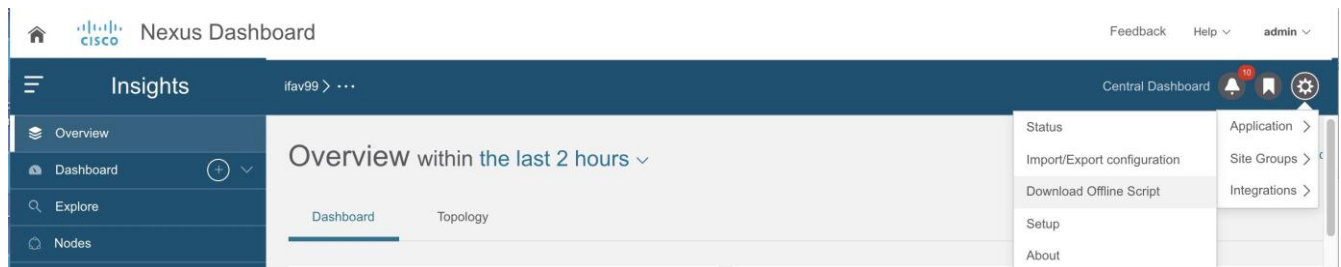 CISCO Nexus Dashboard
Feedback Help admin
Insights
ifav99 > ···
Central Dashboard
10
Overview
Dashboard
Explore
Nodes
Overview within the last 2 hours
Dashboard Topology
Status
Import/Export configuration
Download Offline Script
Setup
About
Application >
Site Groups >
Integrations >